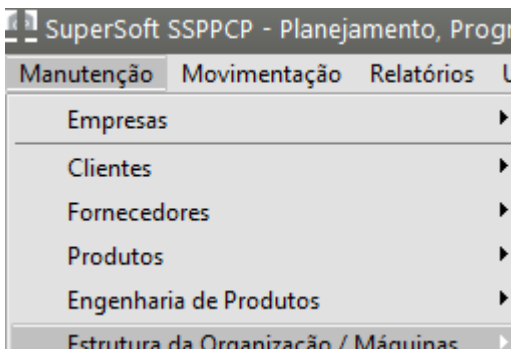 SuperSoft SSPPCP - Planejamento, Progr
Manutenção Movimentação Relatórios
Empresas
Clientes
Fornecedores
Produtos
Engenharia de Produtos
Estrutura da Organização / Máquinas